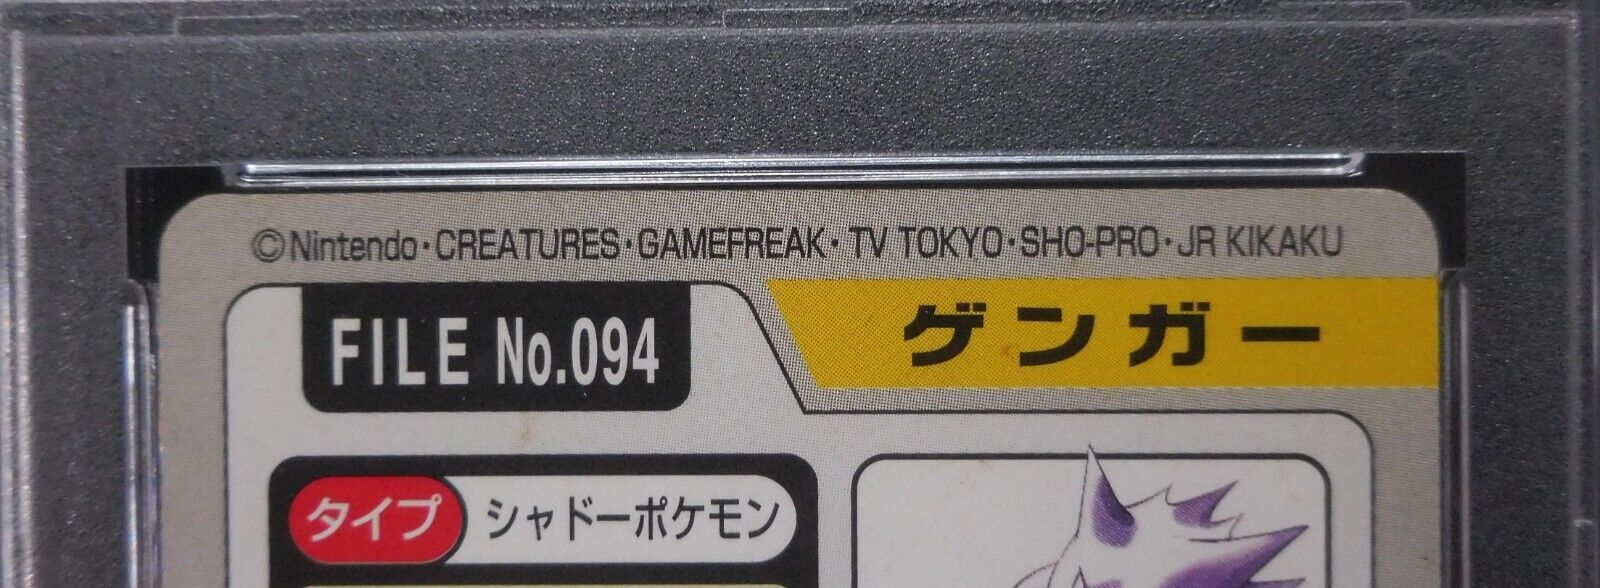 ©Nintendo・CREATURES・GAMEFREAK・TV TOKYO・SHO-PRO・JR KIKAKU
FILE No.094
ゲンガー
タイプ シャドーポケモン